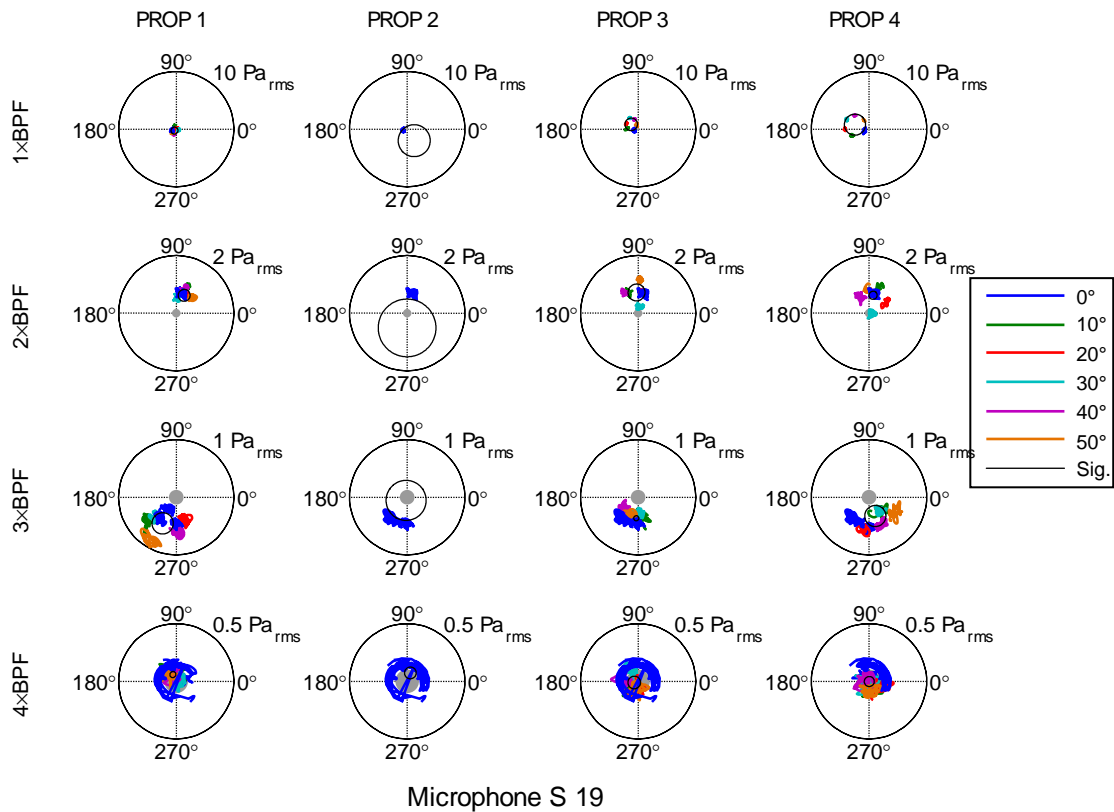 PROP 1 PROP 2 PROP 3 PROP 4
1×BPF
90° 10 Pa rms 180° 0° 270°
90° 10 Pa rms 180° 0° 270°
90° 10 Pa rms 180° 0° 270°
90° 10 Pa rms 180° 0° 270°
2×BPF
90° 2 Pa rms 180° 0° 270°
90° 2 Pa rms 180° 0° 270°
90° 2 Pa rms 180° 0° 270°
90° 2 Pa rms 180° 0° 270°
3×BPF
90° 1 Pa rms 180° 0° 270°
90° 1 Pa rms 180° 0° 270°
90° 1 Pa rms 180° 0° 270°
90° 1 Pa rms 180° 0° 270°
4×BPF
90° 0.5 Pa rms 180° 0° 270°
90° 0.5 Pa rms 180° 0° 270°
90° 0.5 Pa rms 180° 0° 270°
90° 0.5 Pa rms 180° 0° 270°
0°
10°
20°
30°
40°
50°
Sig.
Microphone S 19